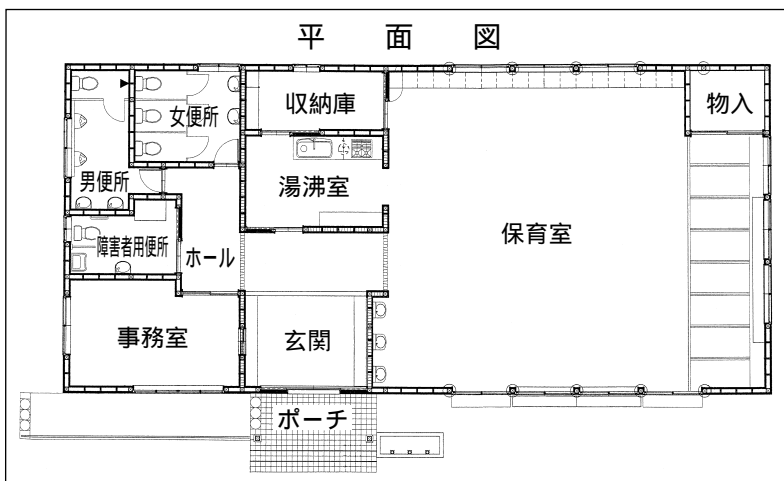 平面図
収納庫
物入
女便所
湯沸室
男便所
保育室
障害者用便所
ホール
事務室
玄関
ポーチ